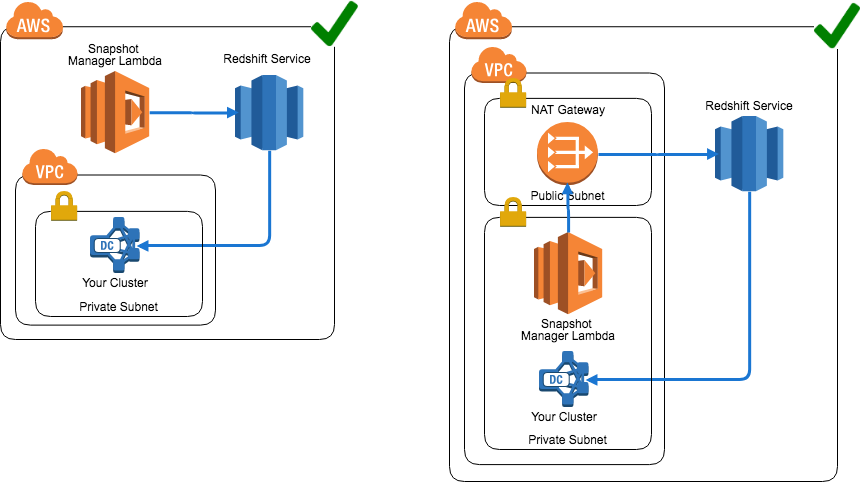 AWS
Snapshot
Manager Lambda
Redshift Service
VPC
DC
Your Cluster
Private Subnet
AWS
VPC
NAT Gateway
Redshift Service
Public Subnet
Snapshot
Manager Lambda
DC
Your Cluster
Private Subnet